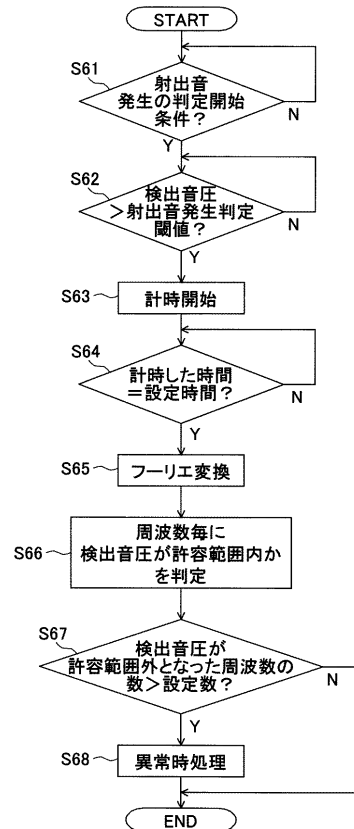 START
S61
射出音
発生の判定開始
条件？
N
Y
S62
検出音圧
＞射出音発生判定
閾値？
N
Y
S63
計時開始
S64
計時した時間
＝設定時間？
N
Y
S65
フーリエ変換
S66
周波数毎に
検出音圧が許容範囲内か
を判定
S67
検出音圧が
許容範囲外となった周波数の
数＞設定数？
N
Y
S68
異常時処理
END